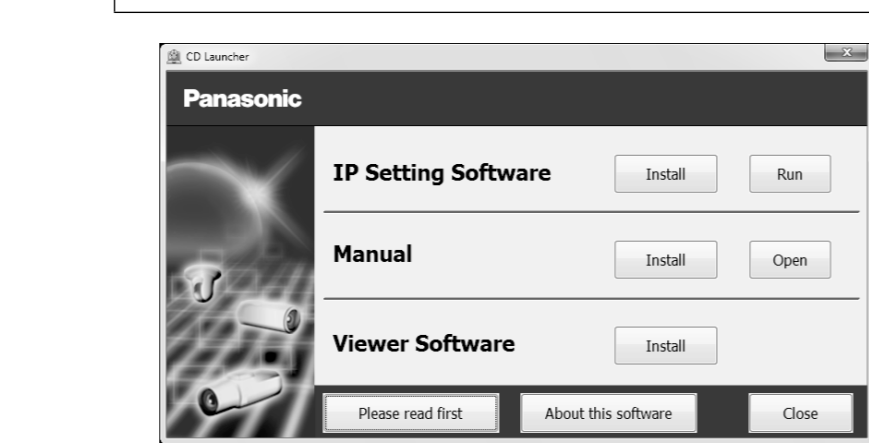 CD Launcher
Panasonic
IP Setting Software Install Run
Manual Install Open
Viewer Software Install
Please read first About this software Close